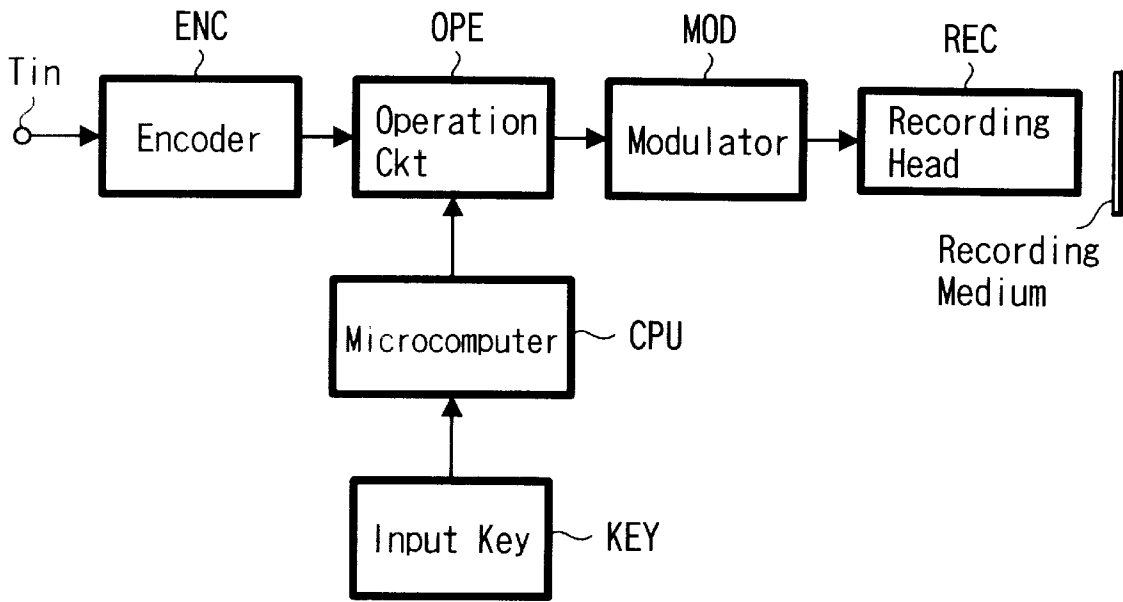 ENC
OPE
MOD
REC
Tin
Encoder
Operation
Ckt
Modulator
Recording
Head
Recording
Medium
Microcomputer
CPU
Input Key
KEY